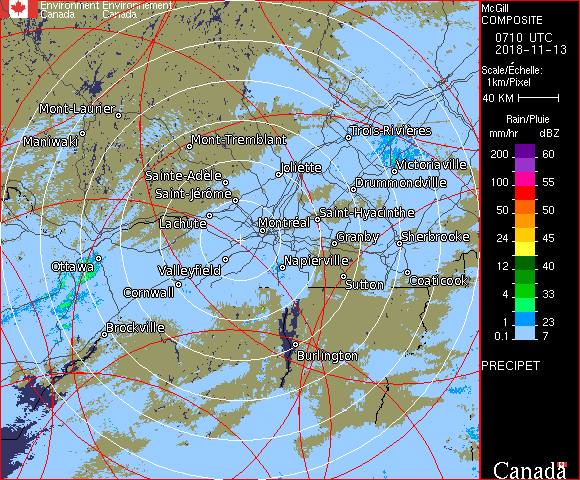 Environment Environnement
Canada Canada
McGill
COMPOSITE
0710 UTC
2018-11-13
Scale/Échelle:
1km/Pixel
40 KM
Rain/Pluie
mm/hr dBZ
200 60
100 55
50 50
24 45
12 40
4 33
1 23
0.1 7
PRECIPET
Canada
Mont-Laurier
Maniwaki
Mont-Tremblant
Trois-Rivières
Victoriaville
Joliette
Sainte-Adèle
Drummondville
Saint-Jérôme
Lachute
Saint-Hyacinthe
Montréal
Granby
Sherbrooke
Ottawa
Valleyfield
Napierville
Coaticook
Sutton
Cornwall
Brockville
Burlington